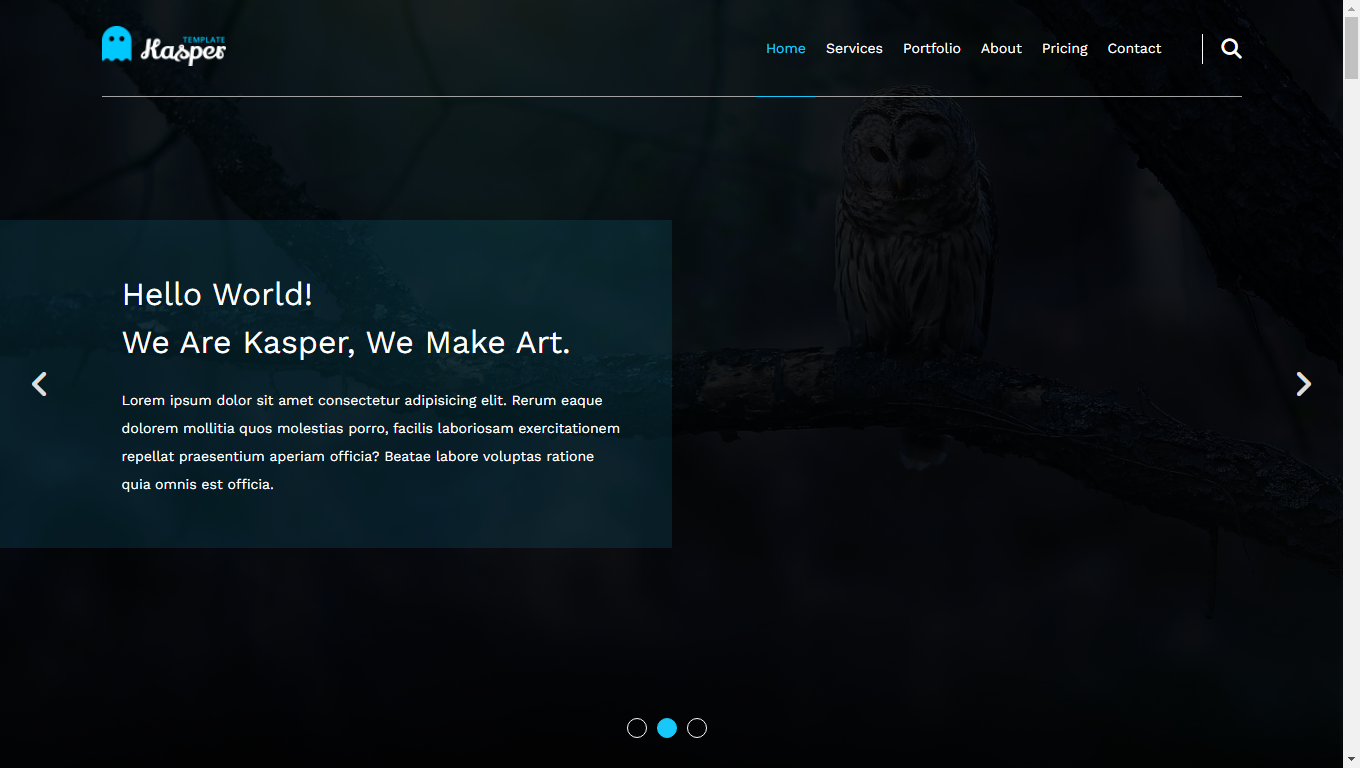 TEMPLATE
Kasper
Home Services Portfolio About Pricing Contact
Hello World!
We Are Kasper, We Make Art.
Lorem ipsum dolor sit amet consectetur adipisicing elit. Rerum eaque
dolorem mollitia quos molestias porro, facilis laboriosam exercitationem
repellat praesentium aperiam officia? Beatae labore voluptas ratione
quia omnis est officia.